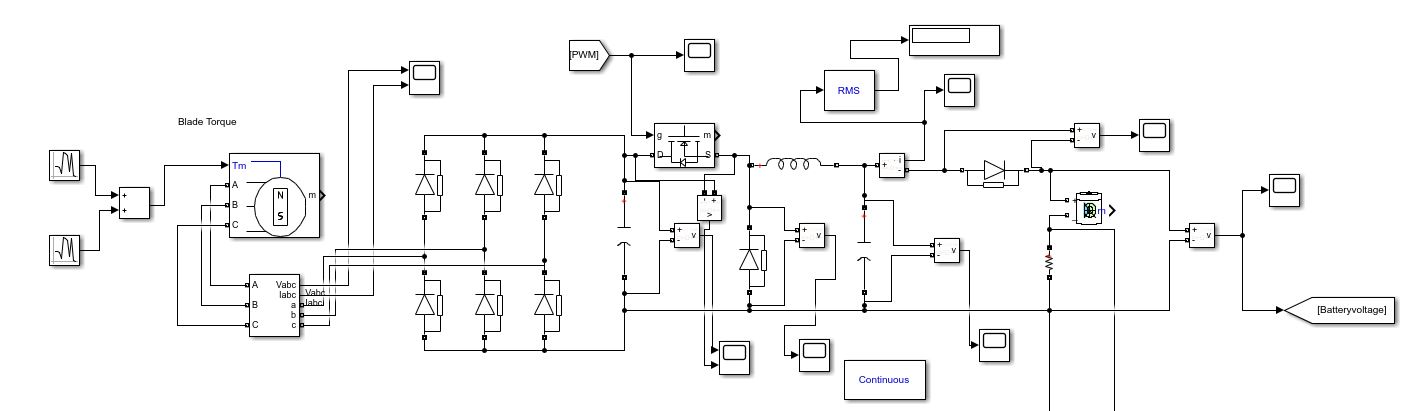 [PWM]
RMS
Blade Torque
g
m
D
S
i
+
-
+
-
v
Tm
A
B
C
m
N
S
+
+
+
-
v
+
-
v
+
-
v
+
-
v
m
A
B
C
Vabc
Iabc
a
b
c
Vabc
Iabc
[Batteryvoltage]
Continuous